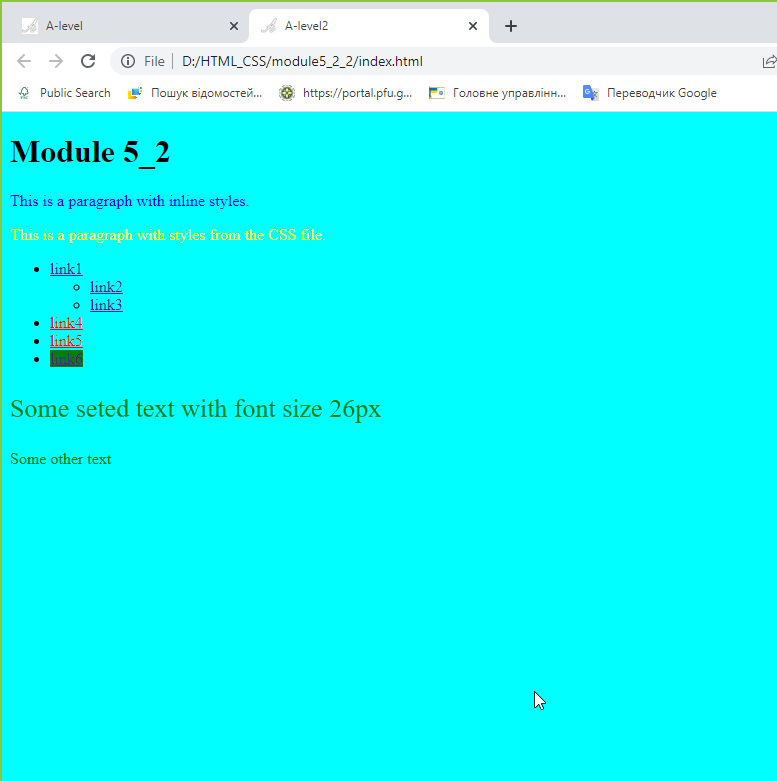 A-level
A-level2
File
D:/HTML_CSS/module5_2_2/index.html
Public Search
Пошук відомостей...
https://portal.pfu.g...
Головне управлінн...
Переводчик Google
Module 5_2
This is a paragraph with inline styles.
This is a paragraph with styles from the CSS file.
link1
link2
link3
link4
link5
link6
Some seted text with font size 26px
Some other text